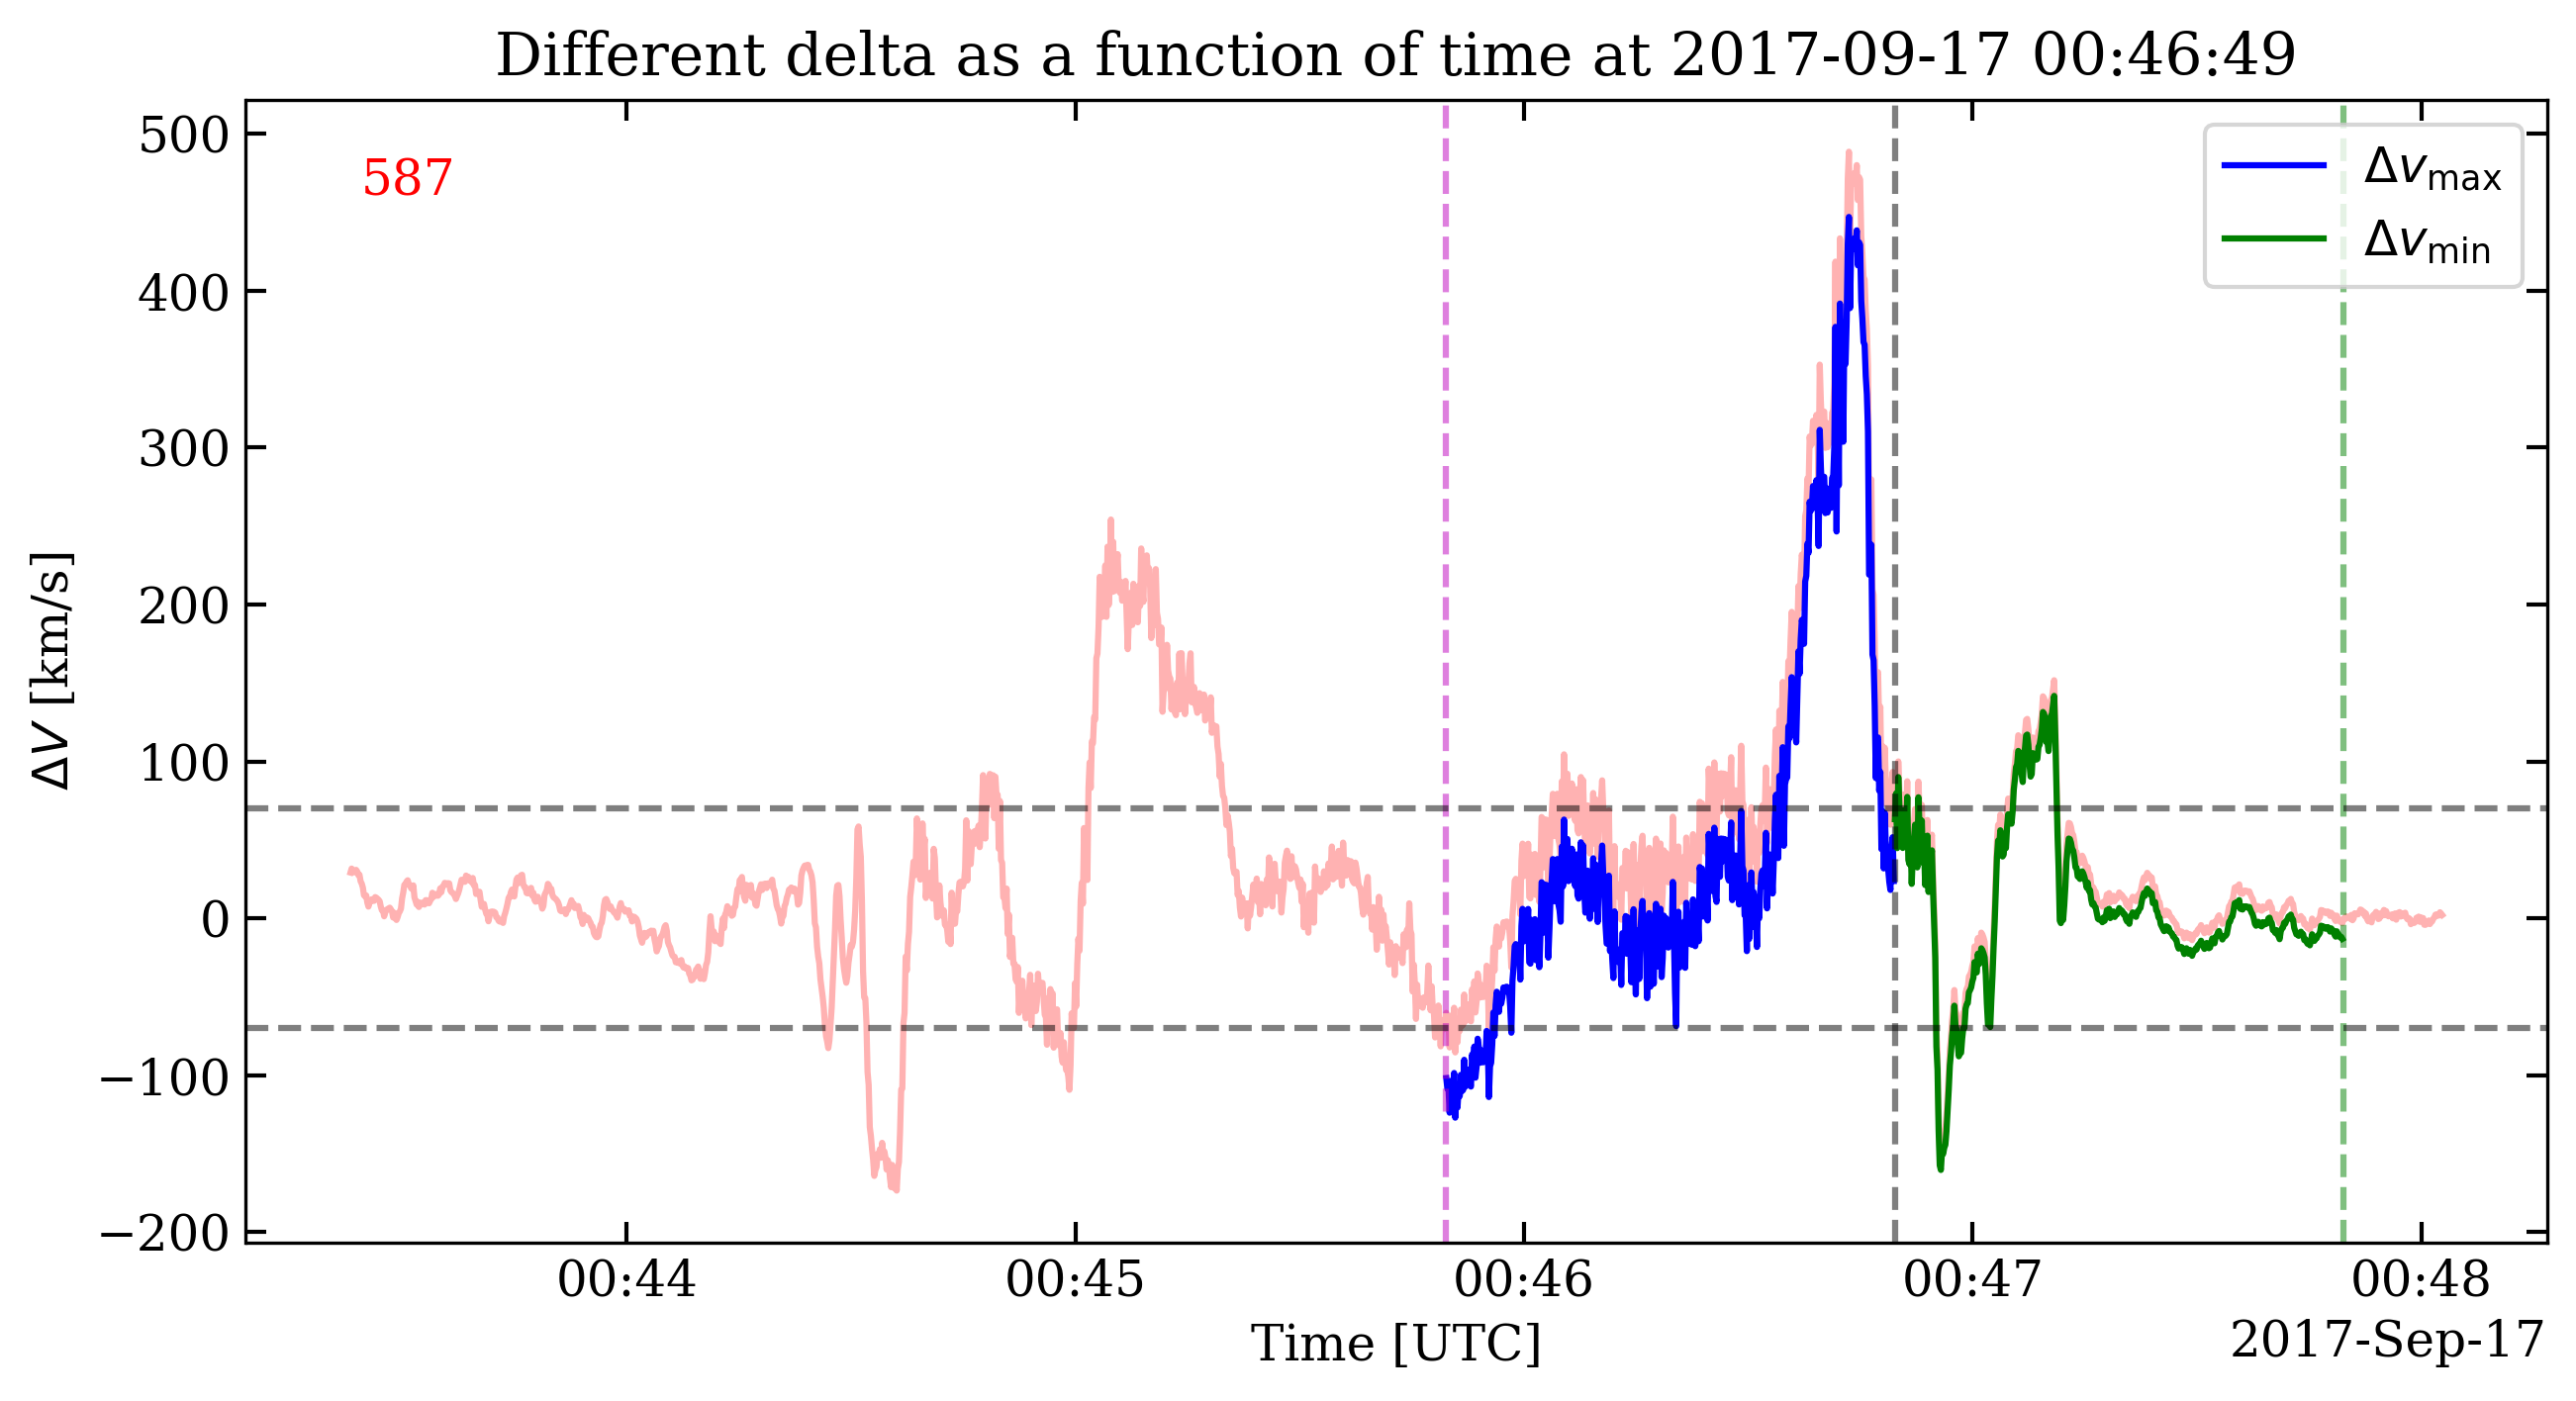 Different delta as a function of time at 2017-09-17 00:46:49
587
Δv_max
Δv_min
500
400
300
200
100
0
−100
−200
ΔV [km/s]
00:44 00:45 00:46 00:47 00:48
Time [UTC]
2017-Sep-17